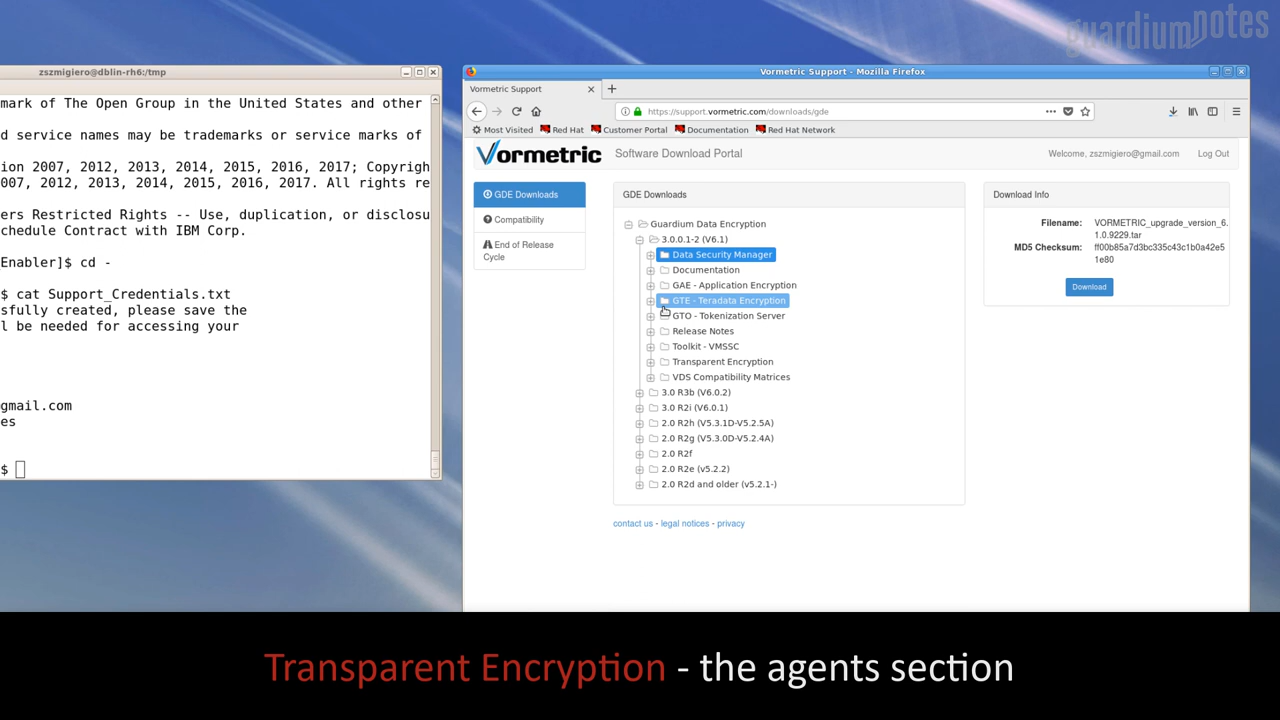 guardiumnotes
zszmigiero@dblin-rh6:/tmp
mark of The Open Group in the United States and other
d service names may be trademarks or service marks of
ion 2007, 2012, 2013, 2014, 2015, 2016, 2017; Copyrigh
007, 2012, 2013, 2014, 2015, 2016, 2017. All rights re
ers Restricted Rights -- Use, duplication, or disclosu
chedule Contract with IBM Corp.
Enabler]$ cd -
$ cat Support_Credentials.txt
sfully created, please save the
l be needed for accessing your
gmail.com
es
$
Vormetric Support - Mozilla Firefox
Vormetric Support
https://support.vormetric.com/downloads/gde
Most Visited Red Hat Customer Portal Documentation Red Hat Network
Vormetric Software Download Portal Welcome, zszmigiero@gmail.com Log Out
GDE Downloads
Compatibility
End of Release
Cycle
GDE Downloads
Guardium Data Encryption
3.0.0.1-2 (V6.1)
Data Security Manager
Documentation
GAE - Application Encryption
GTE - Teradata Encryption
GTO - Tokenization Server
Release Notes
Toolkit - VMSSC
Transparent Encryption
VDS Compatibility Matrices
3.0 R3b (V6.0.2)
3.0 R2i (V6.0.1)
2.0 R2h (V5.3.1D-V5.2.5A)
2.0 R2g (V5.3.0D-V5.2.4A)
2.0 R2f
2.0 R2e (v5.2.2)
2.0 R2d and older (v5.2.1-)
Download Info
Filename: VORMETRIC_upgrade_version_6.
1.0.9229.tar
MD5 Checksum: ff00b85a7d3bc335c43c1b0a42e5
1e80
Download
contact us - legal notices - privacy
Transparent Encryption - the agents section